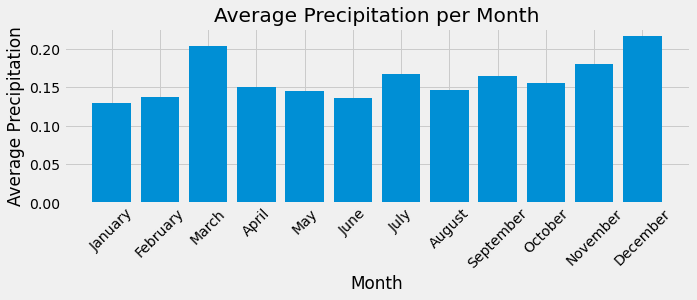 Average Precipitation per Month
Average Precipitation
0.20
0.15
0.10
0.05
0.00
January
February
March
April
May
June
July
August
September
October
November
December
Month